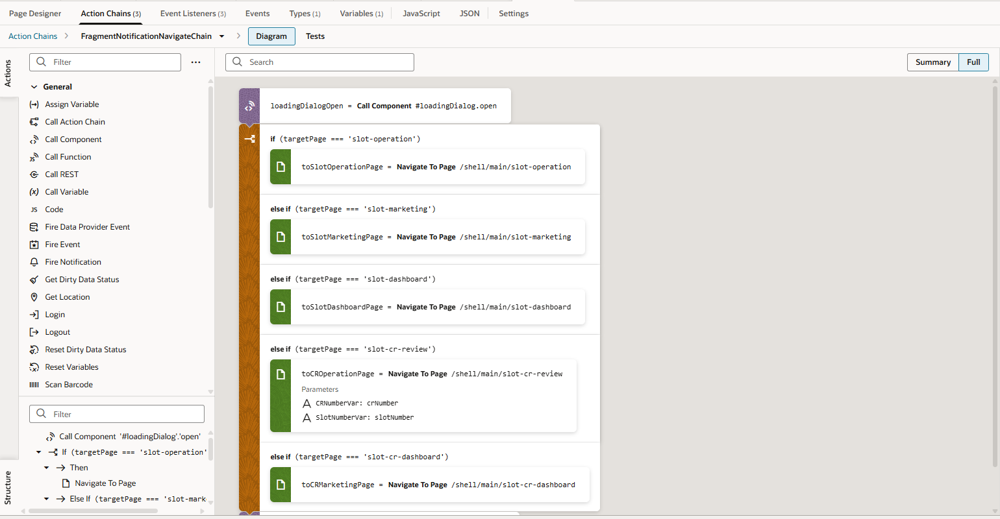 Page Designer
Action Chains (3)
Event Listeners (3)
Events
Types (1)
Variables (1)
JavaScript
JSON
Settings
Action Chains
FragmentNotificationNavigateChain
Diagram
Tests
Actions
Filter
Search
Summary
Full
General
Assign Variable
Call Action Chain
Call Component
Call Function
Call REST
Call Variable
Code
Fire Data Provider Event
Fire Event
Fire Notification
Get Dirty Data Status
Get Location
Login
Logout
Reset Dirty Data Status
Reset Variables
Scan Barcode
Structure
Filter
Call Component '#loadingDialog'.'open'
If (targetPage === 'slot-operation'
Then
Navigate To Page
Else If (targetPage === 'slot-mark
loadingDialogOpen = Call Component #loadingDialog.open
if (targetPage === 'slot-operation')
toSlotOperationPage = Navigate To Page /shell/main/slot-operation
else if (targetPage === 'slot-marketing')
toSlotMarketingPage = Navigate To Page /shell/main/slot-marketing
else if (targetPage === 'slot-dashboard')
toSlotDashboardPage = Navigate To Page /shell/main/slot-dashboard
else if (targetPage === 'slot-cr-review')
toCROperationPage = Navigate To Page /shell/main/slot-cr-review
Parameters
CRNumberVar: crNumber
SlotNumberVar: slotNumber
else if (targetPage === 'slot-cr-dashboard')
toCRMarketingPage = Navigate To Page /shell/main/slot-cr-dashboard